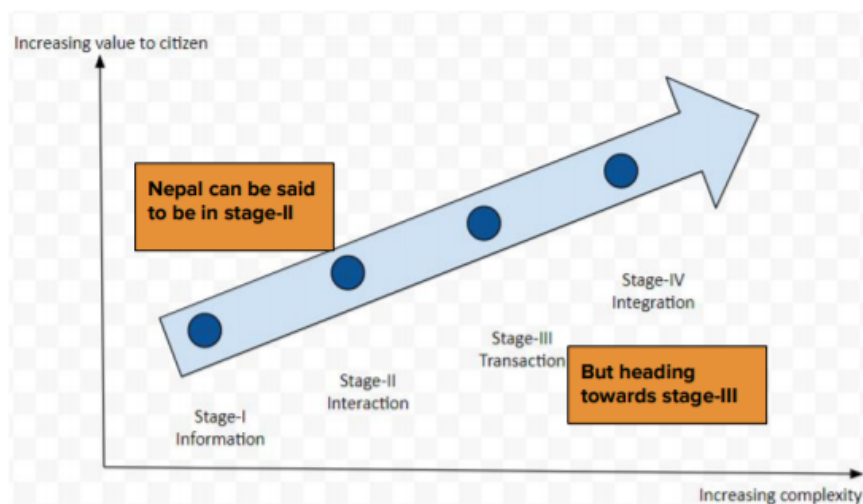 Increasing value to citizen
Nepal can be said
to be in stage-II
Stage-IV
Integration
Stage-III
Transaction
But heading
towards stage-III
Stage-II
Interaction
Stage-I
Information
Increasing complexity